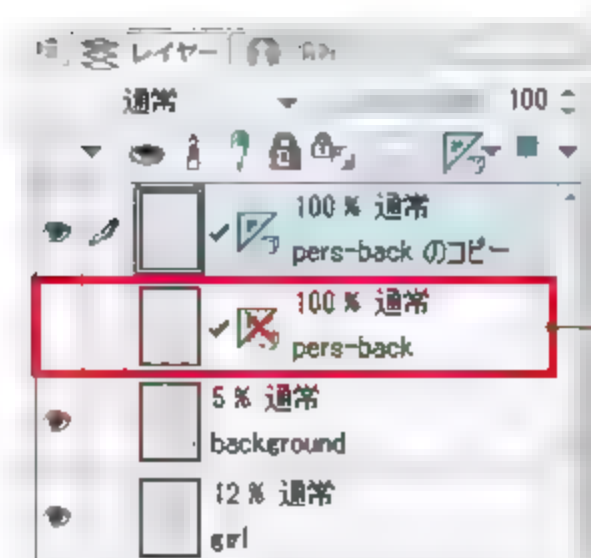 レイヤー
通常 100
100 % 通常
pers-back のコピー
100 % 通常
pers-back
5 % 通常
background
12 % 通常
girl